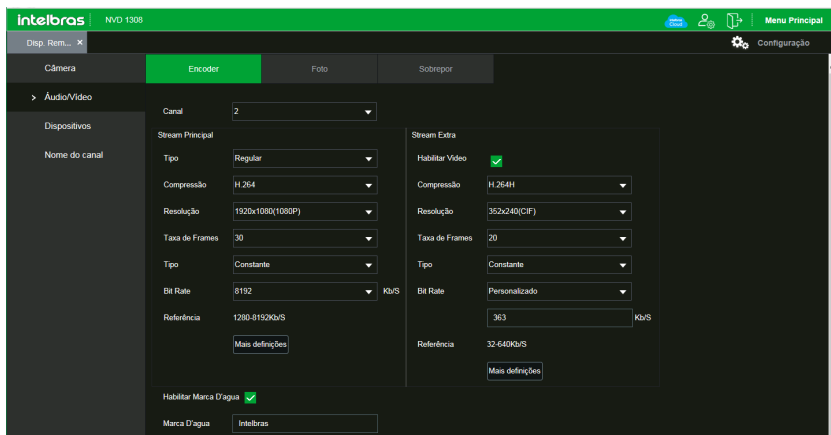 intelbras NVD 1308 intelbras Cloud Menu Principal
Disp. Rem... × Configuração
Câmera
> Áudio/Vídeo
Dispositivos
Nome do canal
Encoder Foto Sobrepor
Canal 2
Stream Principal
Tipo Regular
Compressão H.264
Resolução 1920x1080(1080P)
Taxa de Frames 30
Tipo Constante
Bit Rate 8192 Kb/S
Referência 1280-8192Kb/S
Mais definições
Stream Extra
Habilitar Video
Compressão H.264H
Resolução 352x240(CIF)
Taxa de Frames 20
Tipo Constante
Bit Rate Personalizado
363 Kb/S
Referência 32-640Kb/S
Mais definições
Habilitar Marca D'agua
Marca D'agua Intelbras